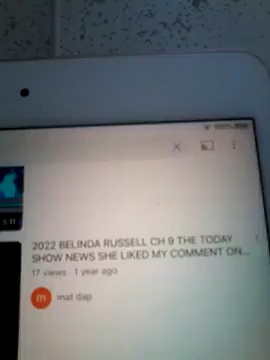 2022 BELINDA RUSSELL CH 9 THE TODAY
SHOW NEWS SHE LIKED MY COMMENT ON...
17 views · 1 year ago
m
mat dap